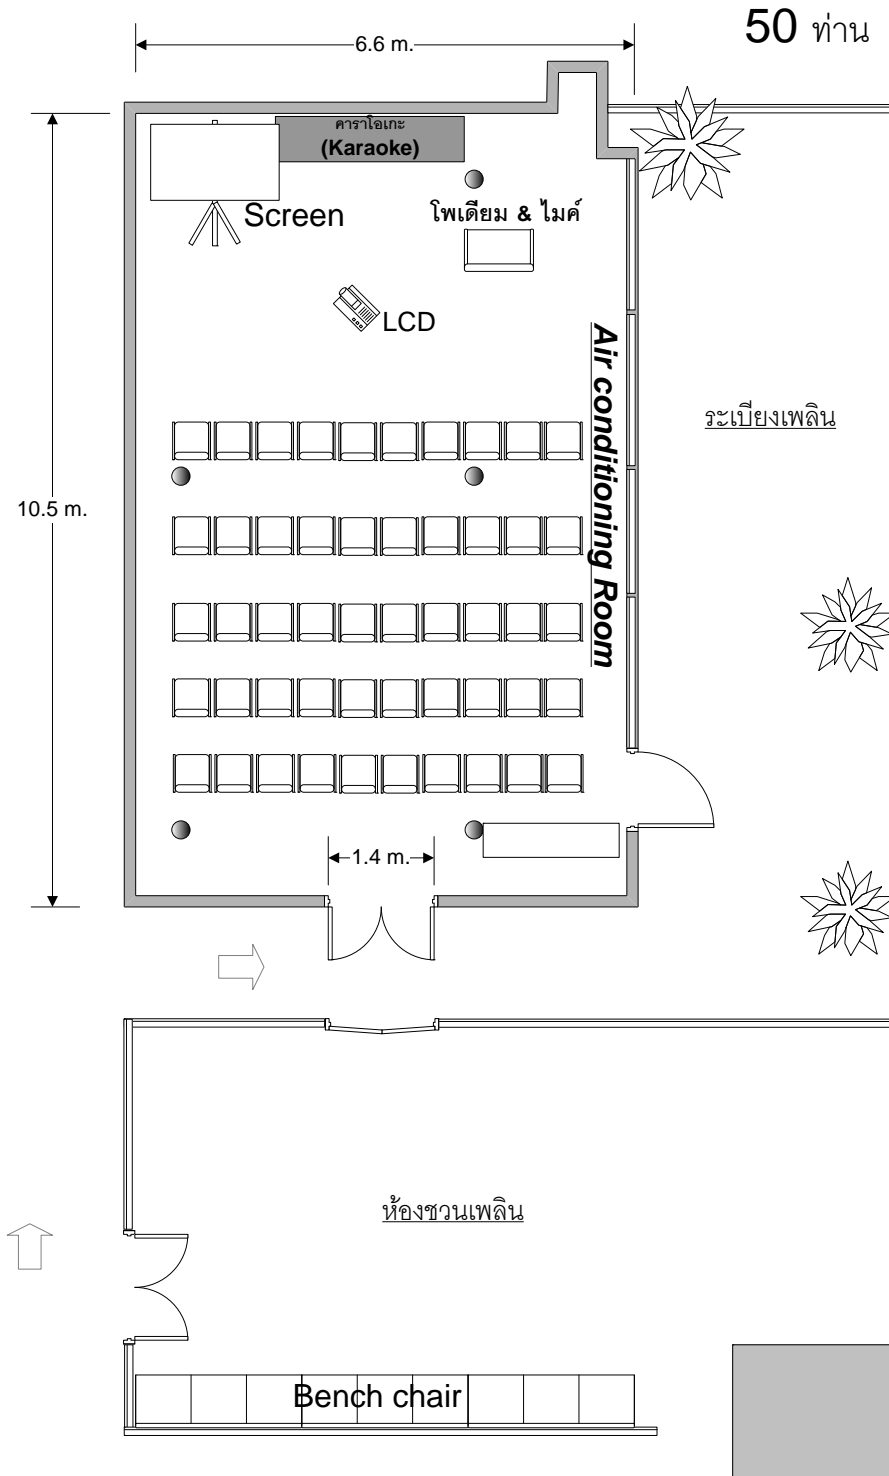 50 ท่าน
6.6 m.
คาราโอเกะ
(Karaoke)
Screen
โพเดียม & ไมค์
LCD
Air conditioning Room
ระเบียงเพลิน
10.5 m.
1.4 m.
ห้องชวนเพลิน
Bench chair